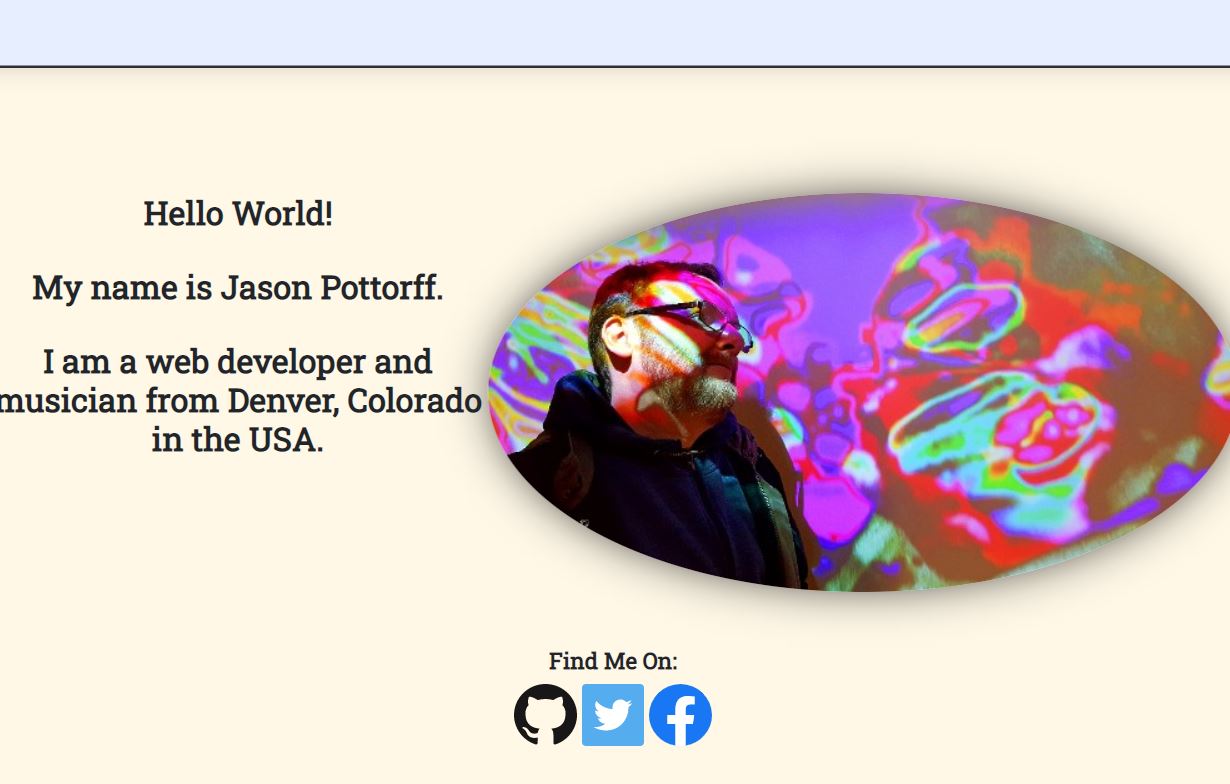 Hello World!
My name is Jason Pottorff.
I am a web developer and
musician from Denver, Colorado
in the USA.
Find Me On: